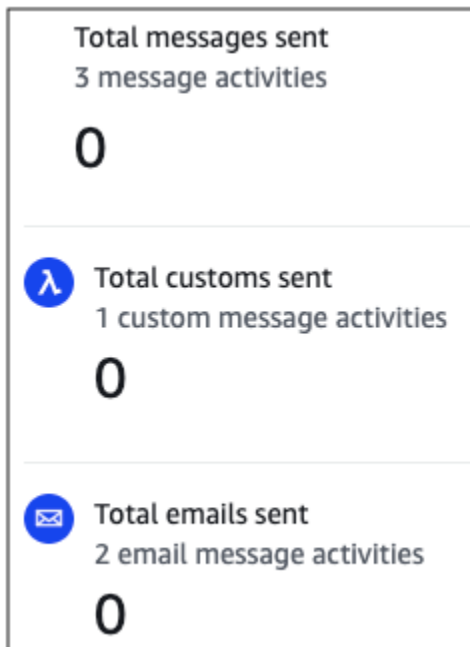 Total messages sent
3 message activities
0
λ
Total customs sent
1 custom message activities
0
Total emails sent
2 email message activities
0